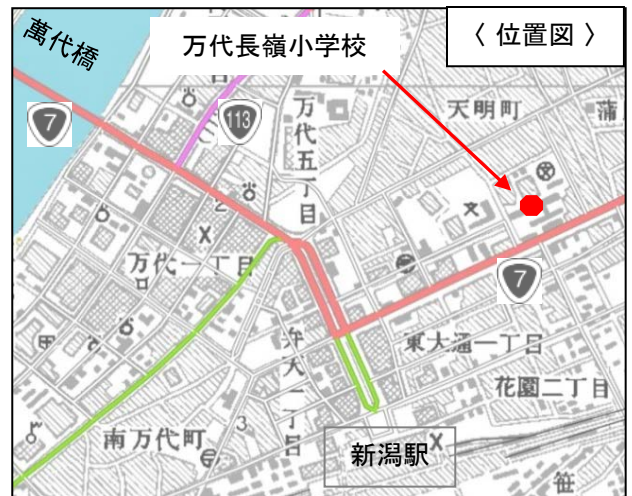 〈 位置図 〉
萬代橋
万代長嶺小学校
7
113
万代五丁目
天明町
蒲
2
万代一丁目
7
弁天一丁目
東大通一丁目
花園二丁目
南万代町
3
新潟駅
笹